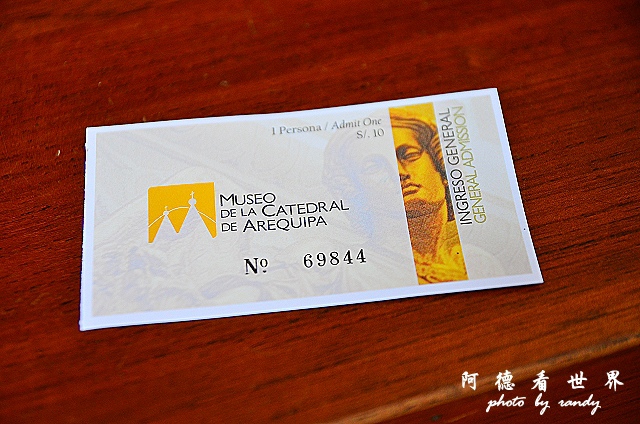 1 Persona / Admit One
S/. 10
MUSEO
DE LA CATEDRAL
DE AREQUIPA
Nº 69844
INGRESO GENERAL
GENERAL ADMISSION
阿德看世界
photo by randy